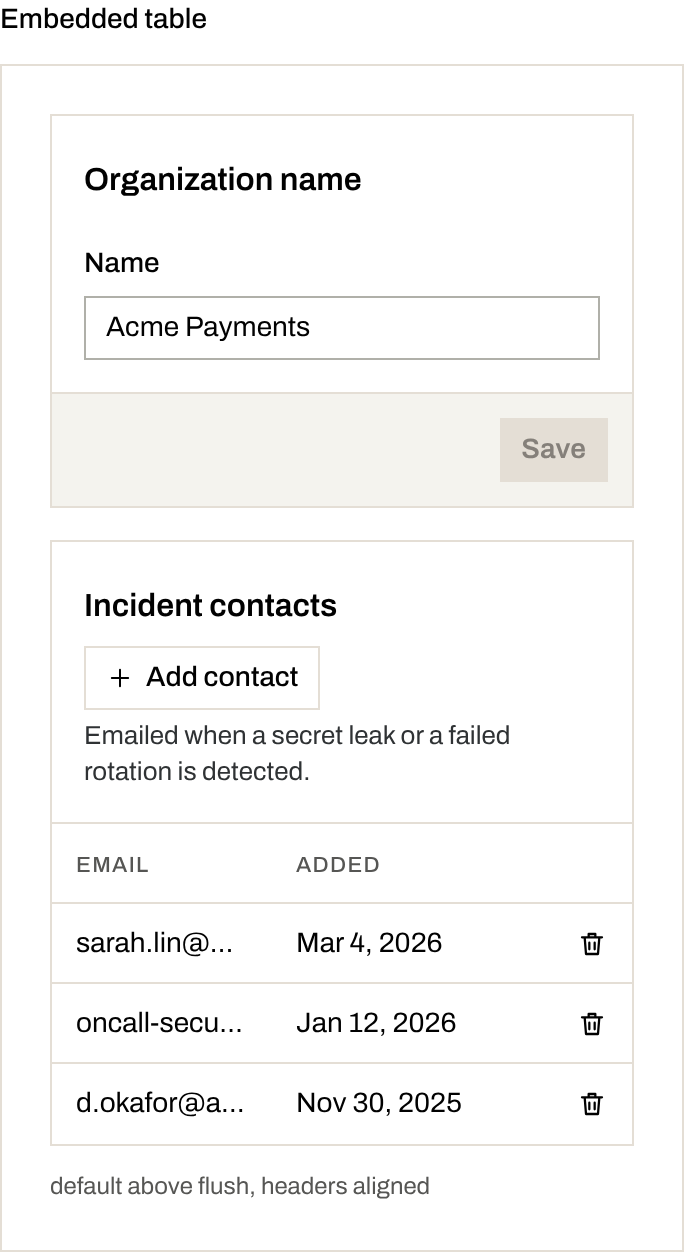 Embedded table
Organization name
Name
Acme Payments
Save
Incident contacts
+ Add contact
Emailed when a secret leak or a failed
rotation is detected.
EMAIL ADDED
sarah.lin@... Mar 4, 2026
oncall-secu... Jan 12, 2026
d.okafor@a... Nov 30, 2025
default above flush, headers aligned